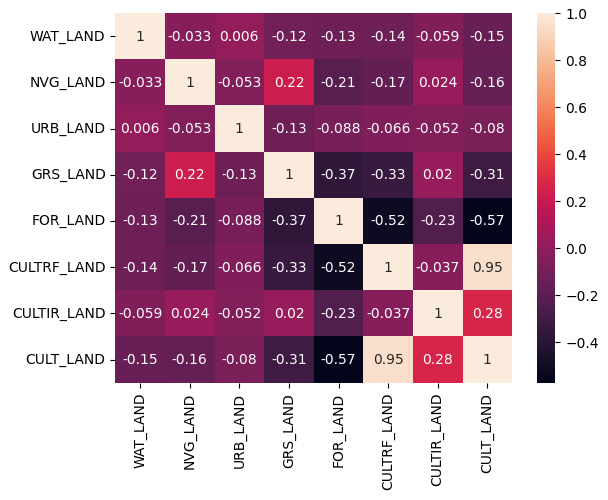 WAT_LAND 1 -0.033 0.006 -0.12 -0.13 -0.14 -0.059 -0.15
NVG_LAND -0.033 1 -0.053 0.22 -0.21 -0.17 0.024 -0.16
URB_LAND 0.006 -0.053 1 -0.13 -0.088 -0.066 -0.052 -0.08
GRS_LAND -0.12 0.22 -0.13 1 -0.37 -0.33 0.02 -0.31
FOR_LAND -0.13 -0.21 -0.088 -0.37 1 -0.52 -0.23 -0.57
CULTRF_LAND -0.14 -0.17 -0.066 -0.33 -0.52 1 -0.037 0.95
CULTIR_LAND -0.059 0.024 -0.052 0.02 -0.23 -0.037 1 0.28
CULT_LAND -0.15 -0.16 -0.08 -0.31 -0.57 0.95 0.28 1
WAT_LAND NVG_LAND URB_LAND GRS_LAND FOR_LAND CULTRF_LAND CULTIR_LAND CULT_LAND
1.0
0.8
0.6
0.4
0.2
0.0
−0.2
−0.4